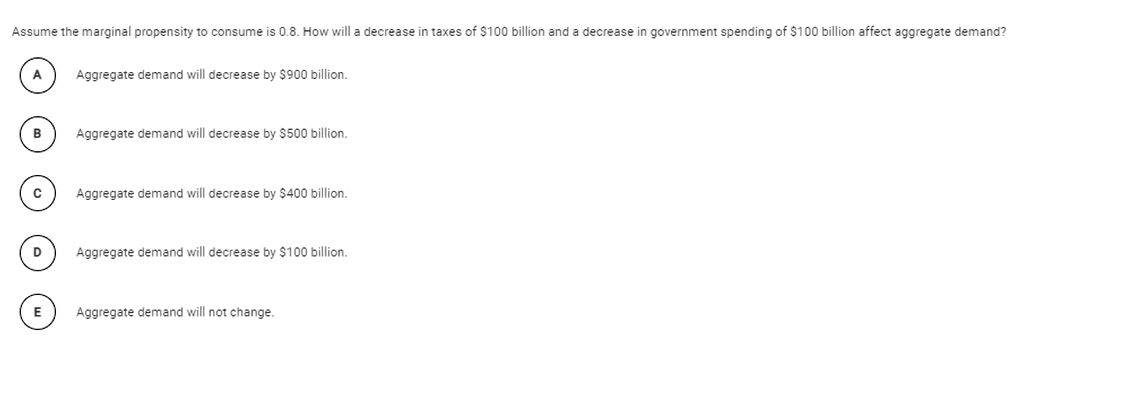 Assume the marginal propensity to consume is 0.8. How will a decrease in taxes of $100 billion and a decrease in government spending of $100 billion affect aggregate demand?
A Aggregate demand will decrease by $900 billion.
B Aggregate demand will decrease by $500 billion.
C Aggregate demand will decrease by $400 billion.
D Aggregate demand will decrease by $100 billion.
E Aggregate demand will not change.